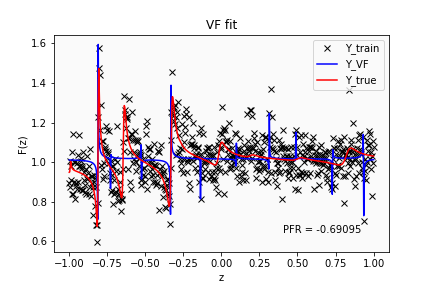 VF fit
Y_train
Y_VF
Y_true
F(z)
1.6
1.4
1.2
1.0
0.8
0.6
PFR = -0.69095
−1.00 −0.75 −0.50 −0.25 0.00 0.25 0.50 0.75 1.00
z